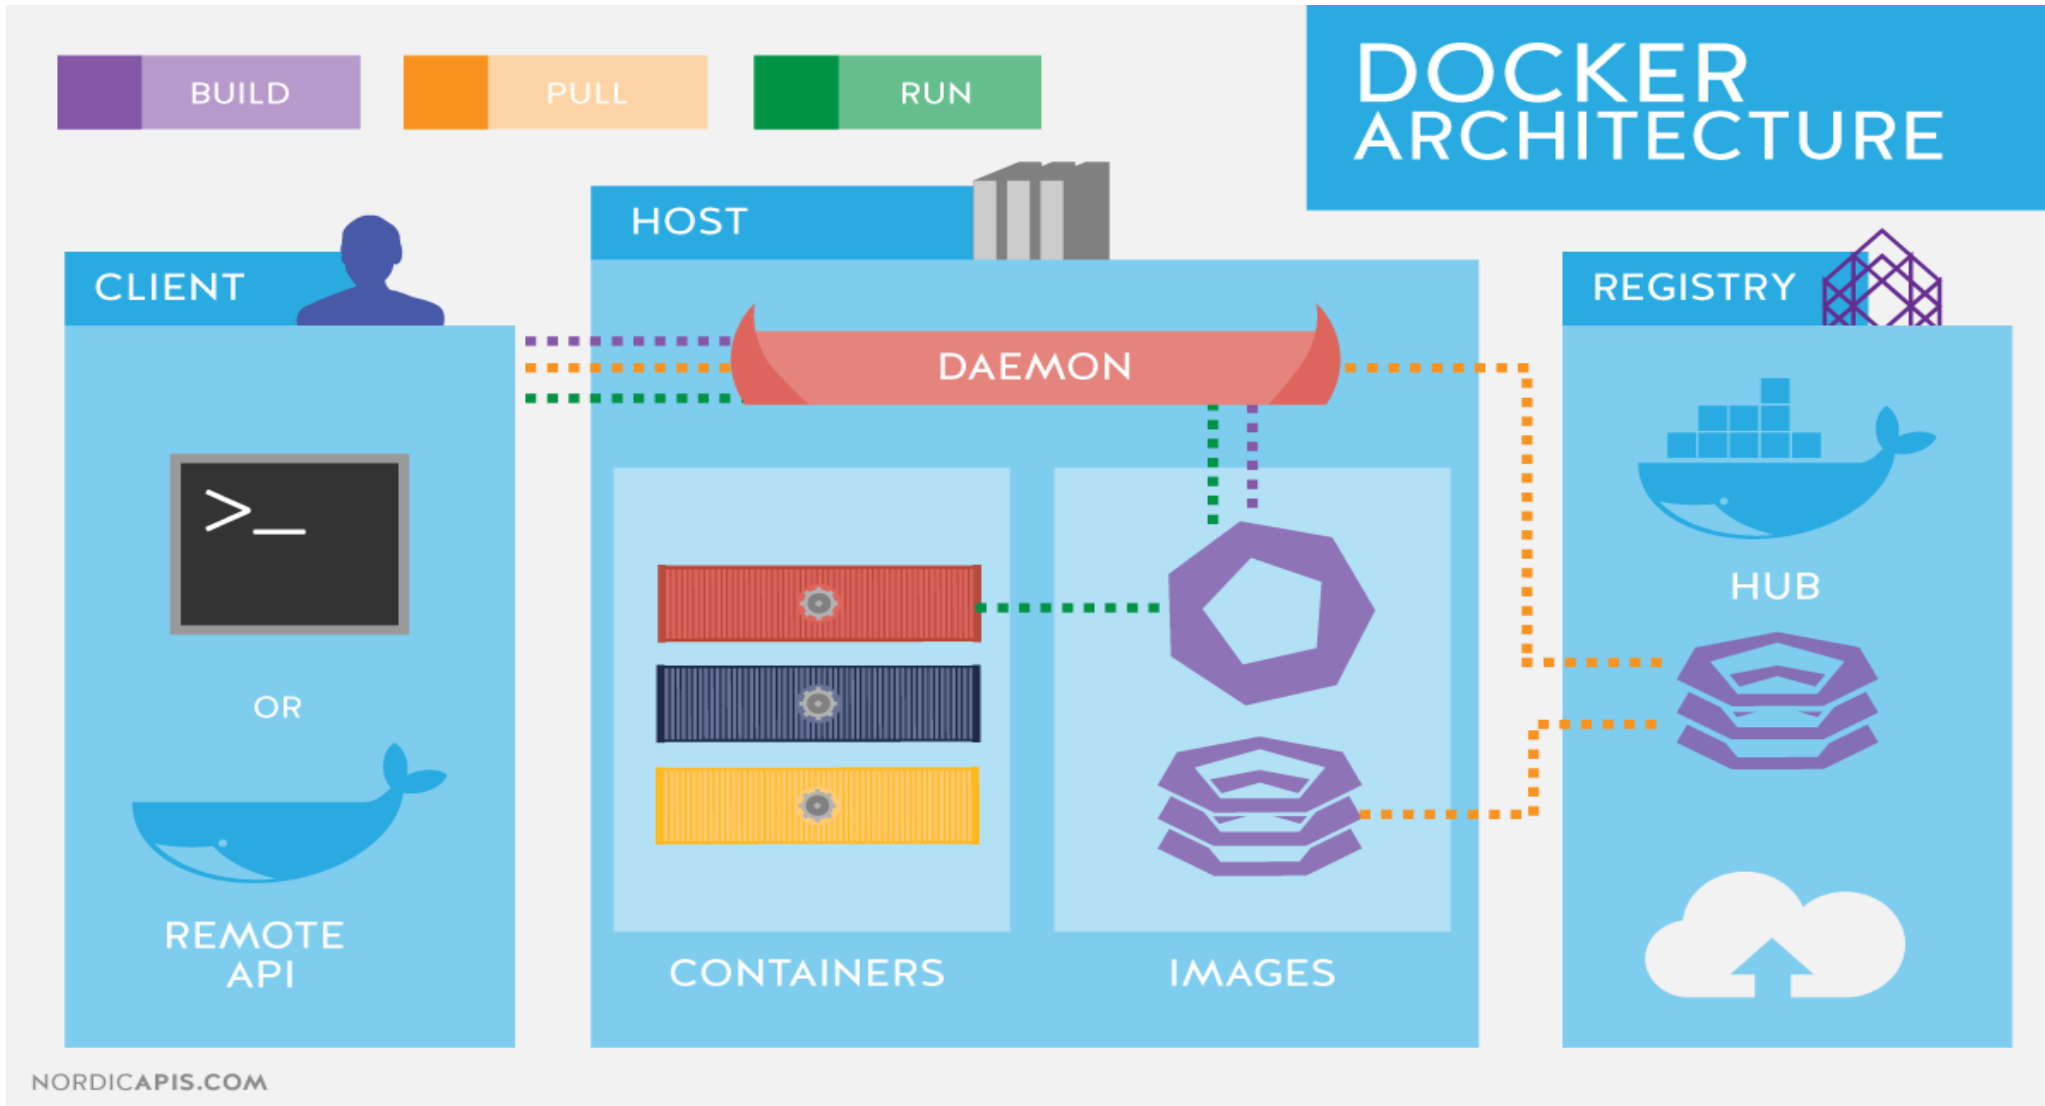 BUILD
PULL
RUN
DOCKER
ARCHITECTURE
HOST
CLIENT
REGISTRY
DAEMON
>_
HUB
OR
REMOTE
API
CONTAINERS
IMAGES
NORDICAPIS.COM